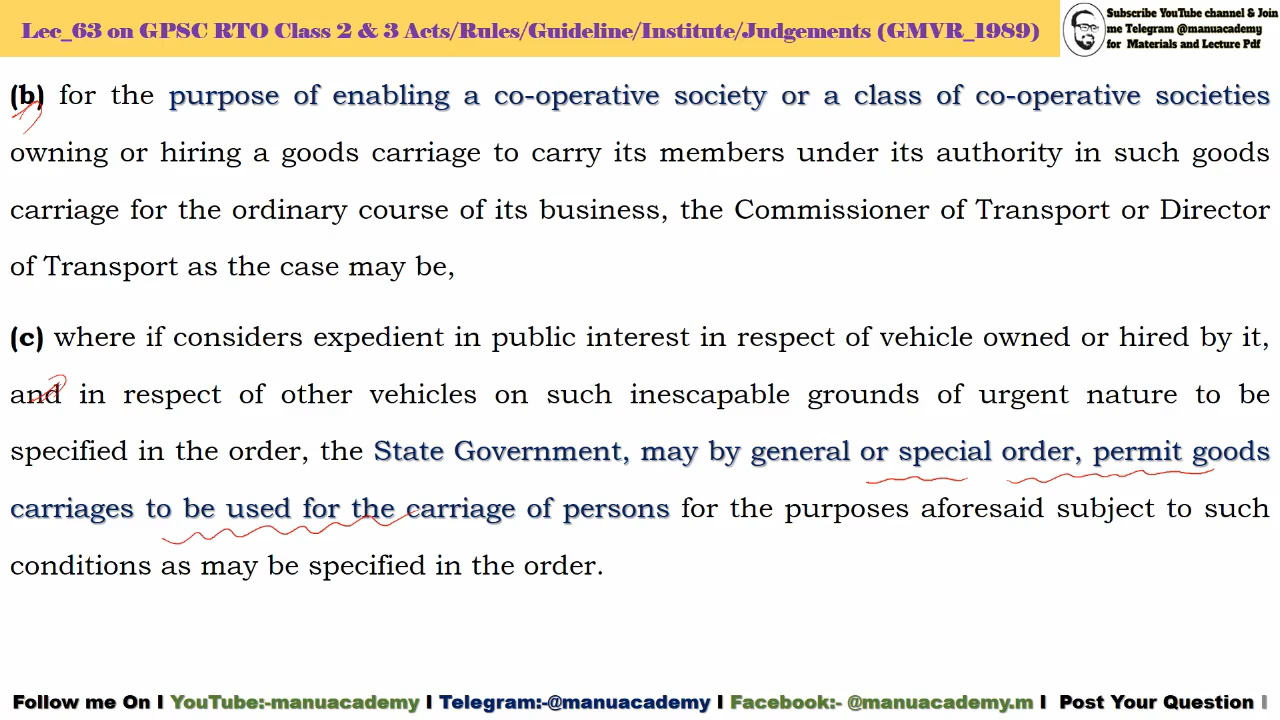 Lec_63 on GPSC RTO Class 2 & 3 Acts/Rules/Guideline/Institute/Judgements (GMVR_1989)
Subscribe YouTube channel & Join
me Telegram @manuacademy
for Materials and Lecture Pdf
(b) for the purpose of enabling a co-operative society or a class of co-operative societies
owning or hiring a goods carriage to carry its members under its authority in such goods
carriage for the ordinary course of its business, the Commissioner of Transport or Director
of Transport as the case may be,
(c) where if considers expedient in public interest in respect of vehicle owned or hired by it,
and in respect of other vehicles on such inescapable grounds of urgent nature to be
specified in the order, the State Government, may by general or special order, permit goods
carriages to be used for the carriage of persons for the purposes aforesaid subject to such
conditions as may be specified in the order.
Follow me On I YouTube:-manuacademy I Telegram:-@manuacademy I Facebook:- @manuacademy.m I Post Your Question I